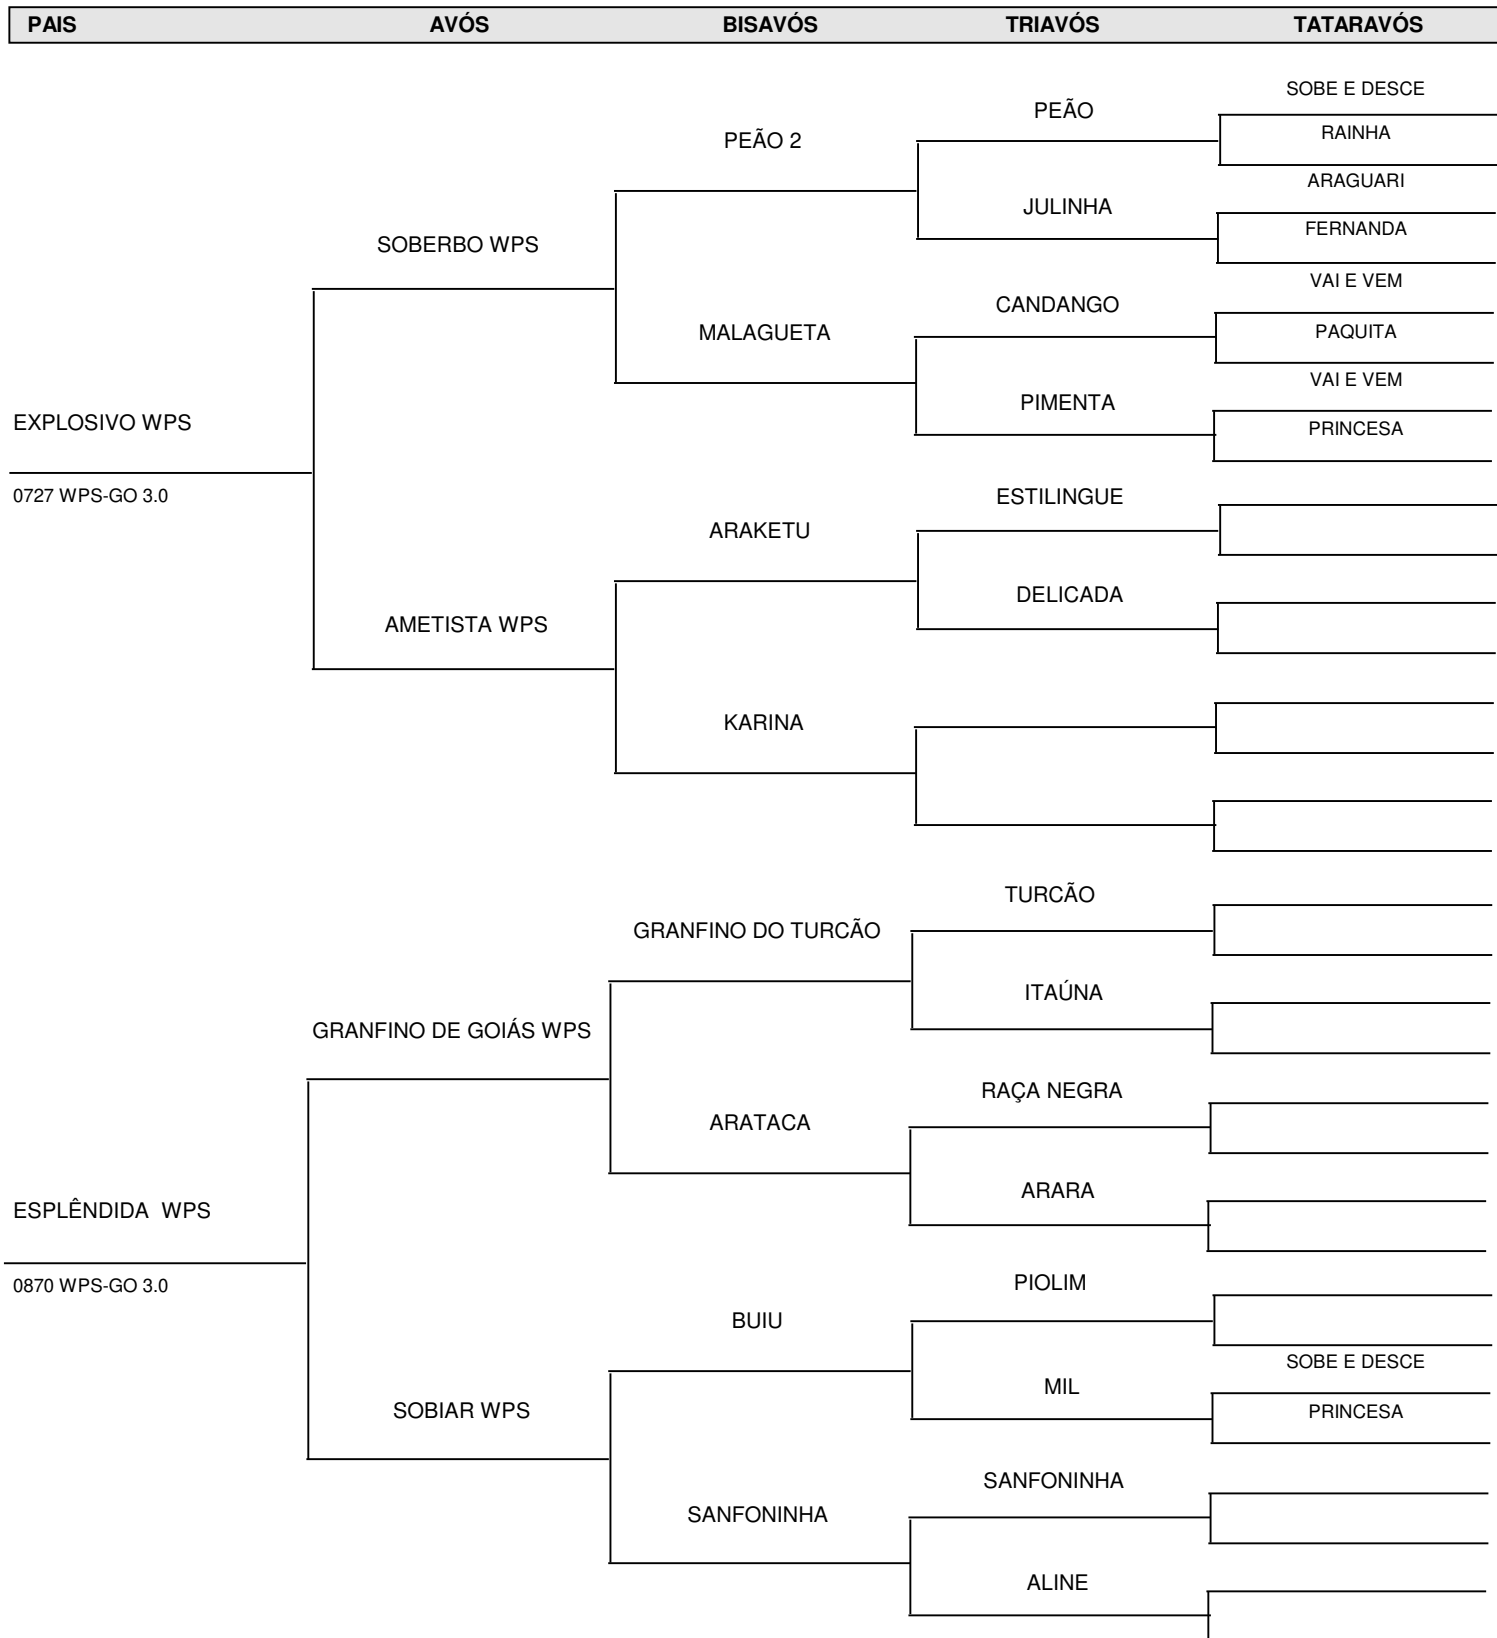 PAIS AVÓS BISAVÓS TRIAVÓS TATARAVÓS
SOBE E DESCE
PEÃO
RAINHA
PEÃO 2
ARAGUARI
JULINHA
FERNANDA
SOBERBO WPS
VAI E VEM
CANDANGO
PAQUITA
MALAGUETA
VAI E VEM
PIMENTA
EXPLOSIVO WPS
PRINCESA
0727 WPS-GO 3.0
ESTILINGUE
ARAKETU
DELICADA
AMETISTA WPS
KARINA
TURCÃO
GRANFINO DO TURCÃO
ITAÚNA
GRANFINO DE GOIÁS WPS
RAÇA NEGRA
ARATACA
ARARA
ESPLÊNDIDA WPS
0870 WPS-GO 3.0
PIOLIM
BUIU
SOBE E DESCE
MIL
SOBIAR WPS
PRINCESA
SANFONINHA
SANFONINHA
ALINE